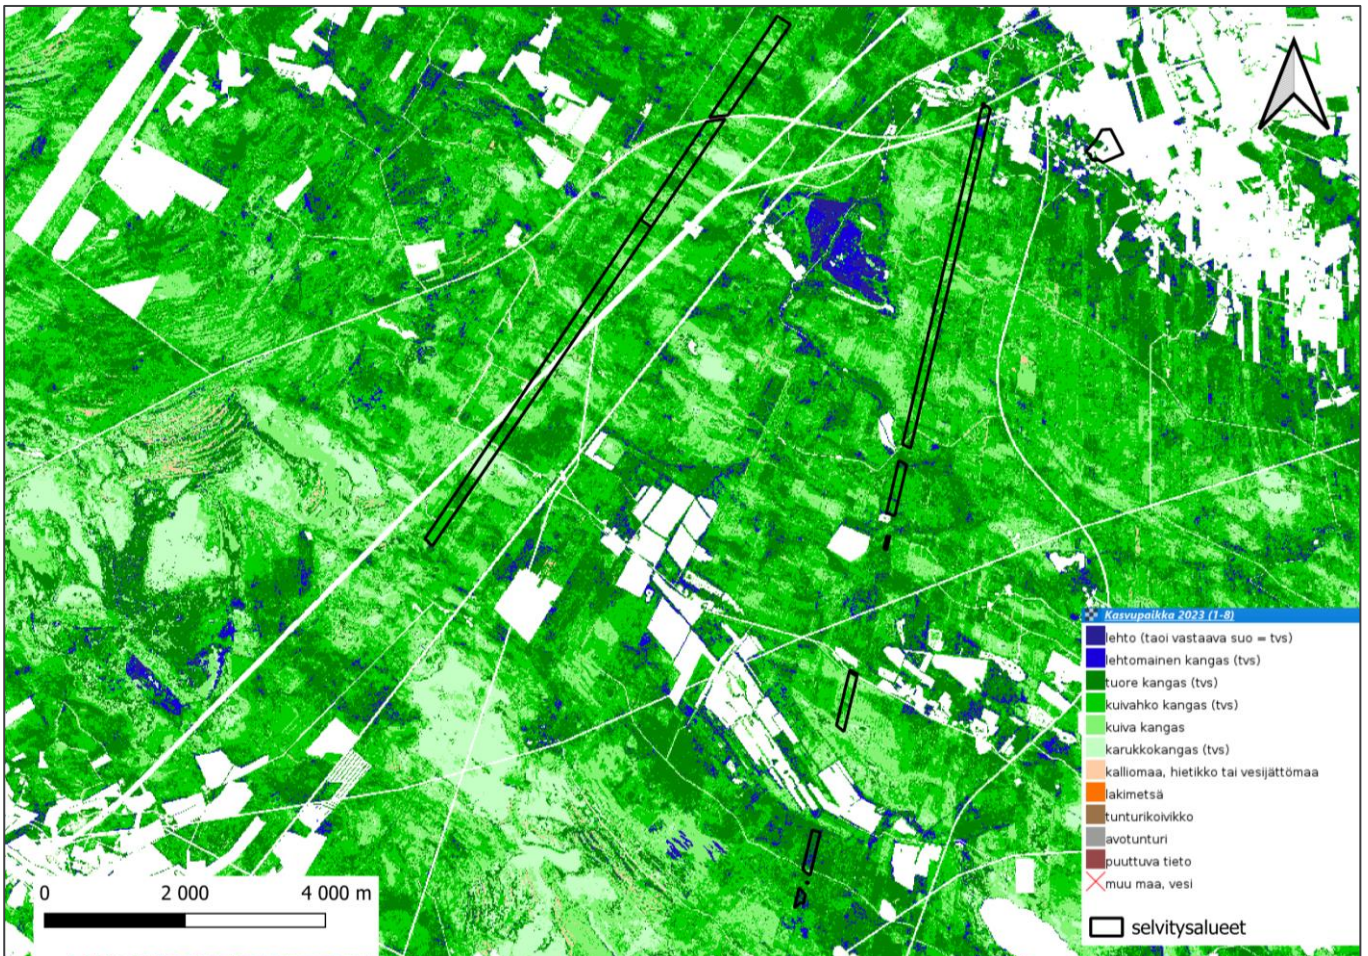 Kasvupaikka 2023 (1-8)
lehto (taoi vastaava suo = tvs)
lehtomainen kangas (tvs)
tuore kangas (tvs)
kuivahko kangas (tvs)
kuiva kangas
karukkokangas (tvs)
kalliomaa, hietikko tai vesijättömaa
lakimetsä
tunturikoivikko
avotunturi
puuttuva tieto
muu maa, vesi
selvitysalueet
0 2 000 4 000 m